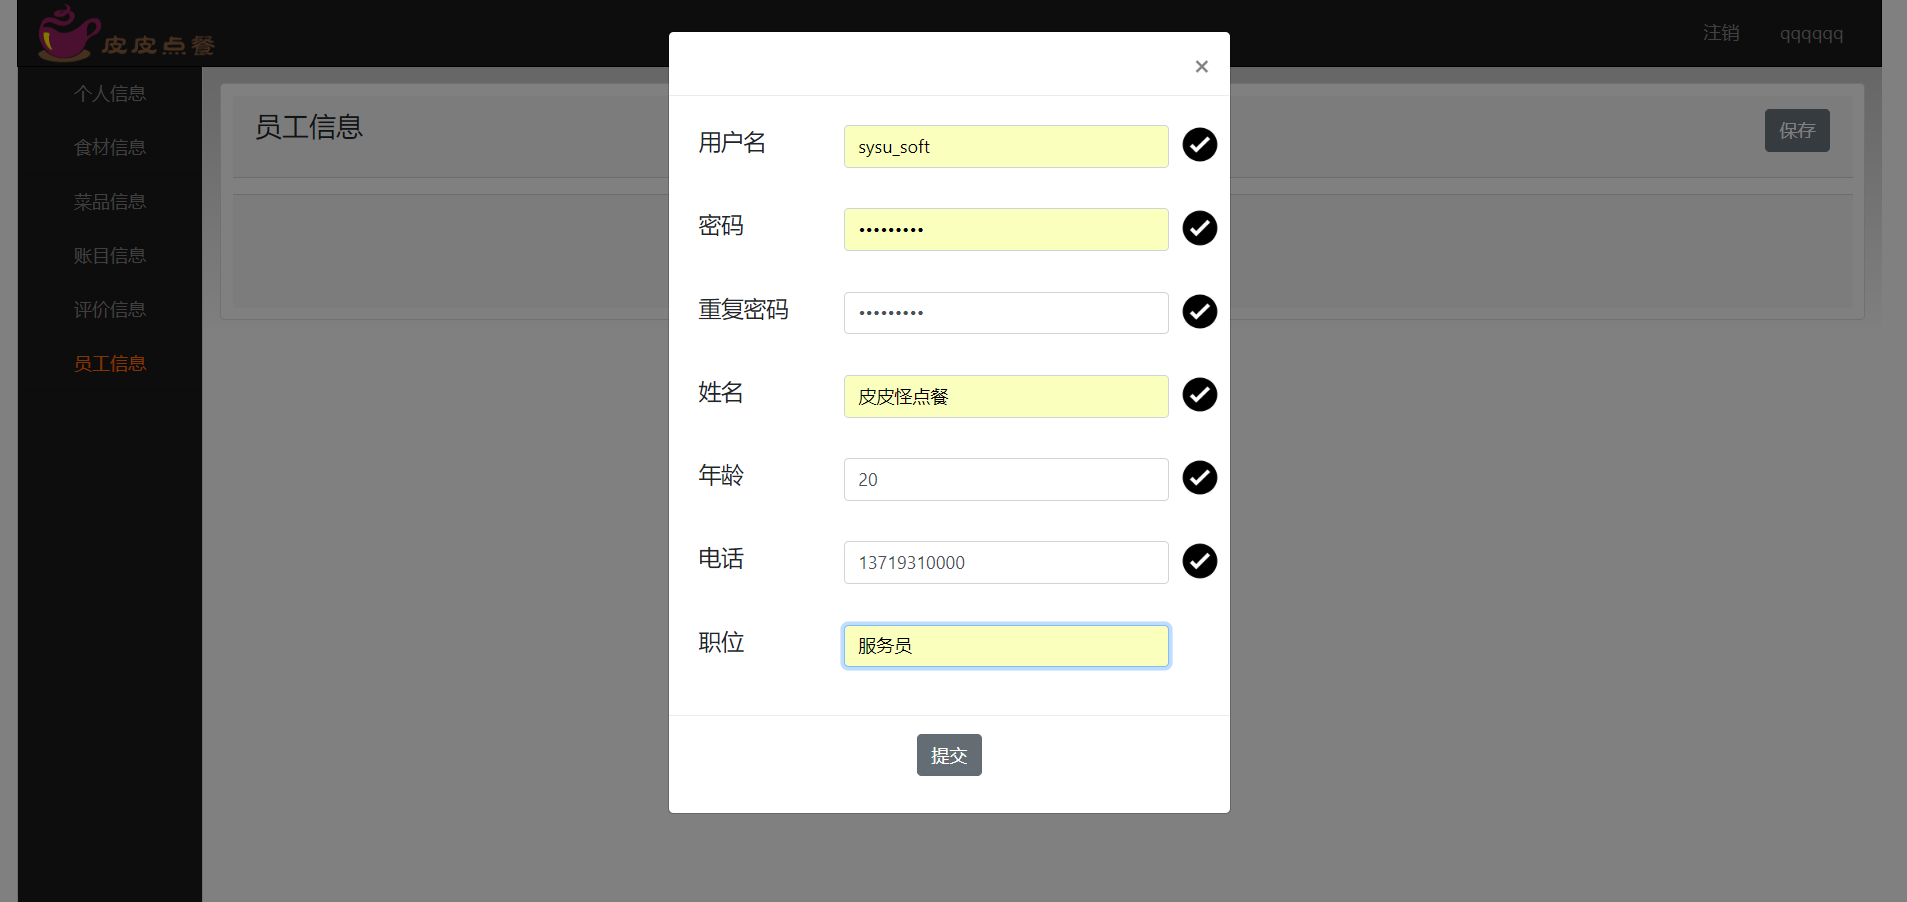 皮皮点餐
注销 qqqqqq
个人信息
食材信息
菜品信息
账目信息
评价信息
员工信息
员工信息
保存
×
用户名 sysu_soft
密码 •••••••••
重复密码 •••••••••
姓名 皮皮怪点餐
年龄 20
电话 13719310000
职位 服务员
提交